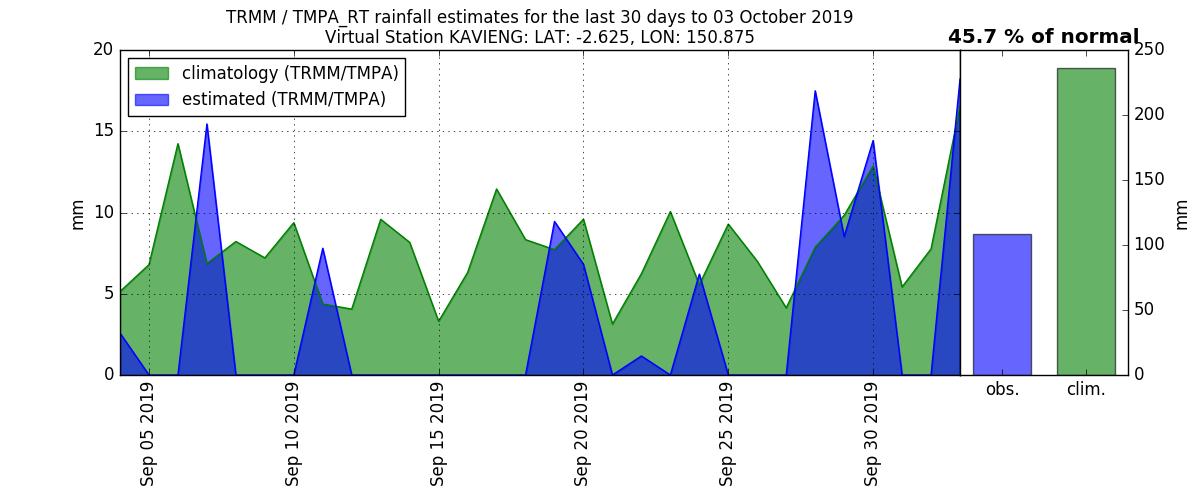 TRMM / TMPA_RT rainfall estimates for the last 30 days to 03 October 2019
Virtual Station KAVIENG: LAT: -2.625, LON: 150.875
45.7 % of normal
climatology (TRMM/TMPA)
estimated (TRMM/TMPA)
20
15
10
5
0
mm
250
200
150
100
50
0
mm
Sep 05 2019
Sep 10 2019
Sep 15 2019
Sep 20 2019
Sep 25 2019
Sep 30 2019
obs.
clim.